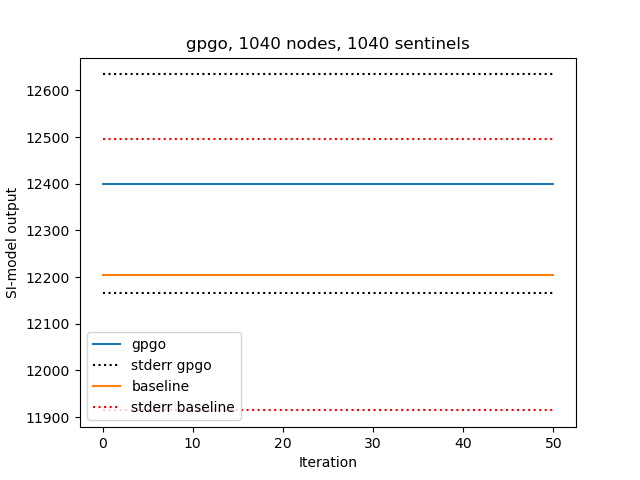 gpgo, 1040 nodes, 1040 sentinels
SI-model output
12600
12500
12400
12300
12200
12100
12000
11900
gpgo
stderr gpgo
baseline
stderr baseline
0 10 20 30 40 50
Iteration